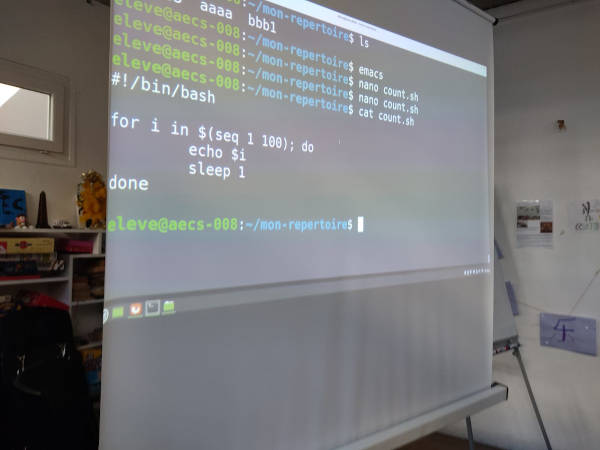 aaaa bbb1
eleve@aecs-008:~/mon-repertoire$ ls
eleve@aecs-008:~/mon-repertoire$ emacs
eleve@aecs-008:~/mon-repertoire$ nano count.sh
eleve@aecs-008:~/mon-repertoire$ nano count.sh
eleve@aecs-008:~/mon-repertoire$ cat count.sh
#!/bin/bash
for i in $(seq 1 100); do
echo $i
sleep 1
done
eleve@aecs-008:~/mon-repertoire$
乐